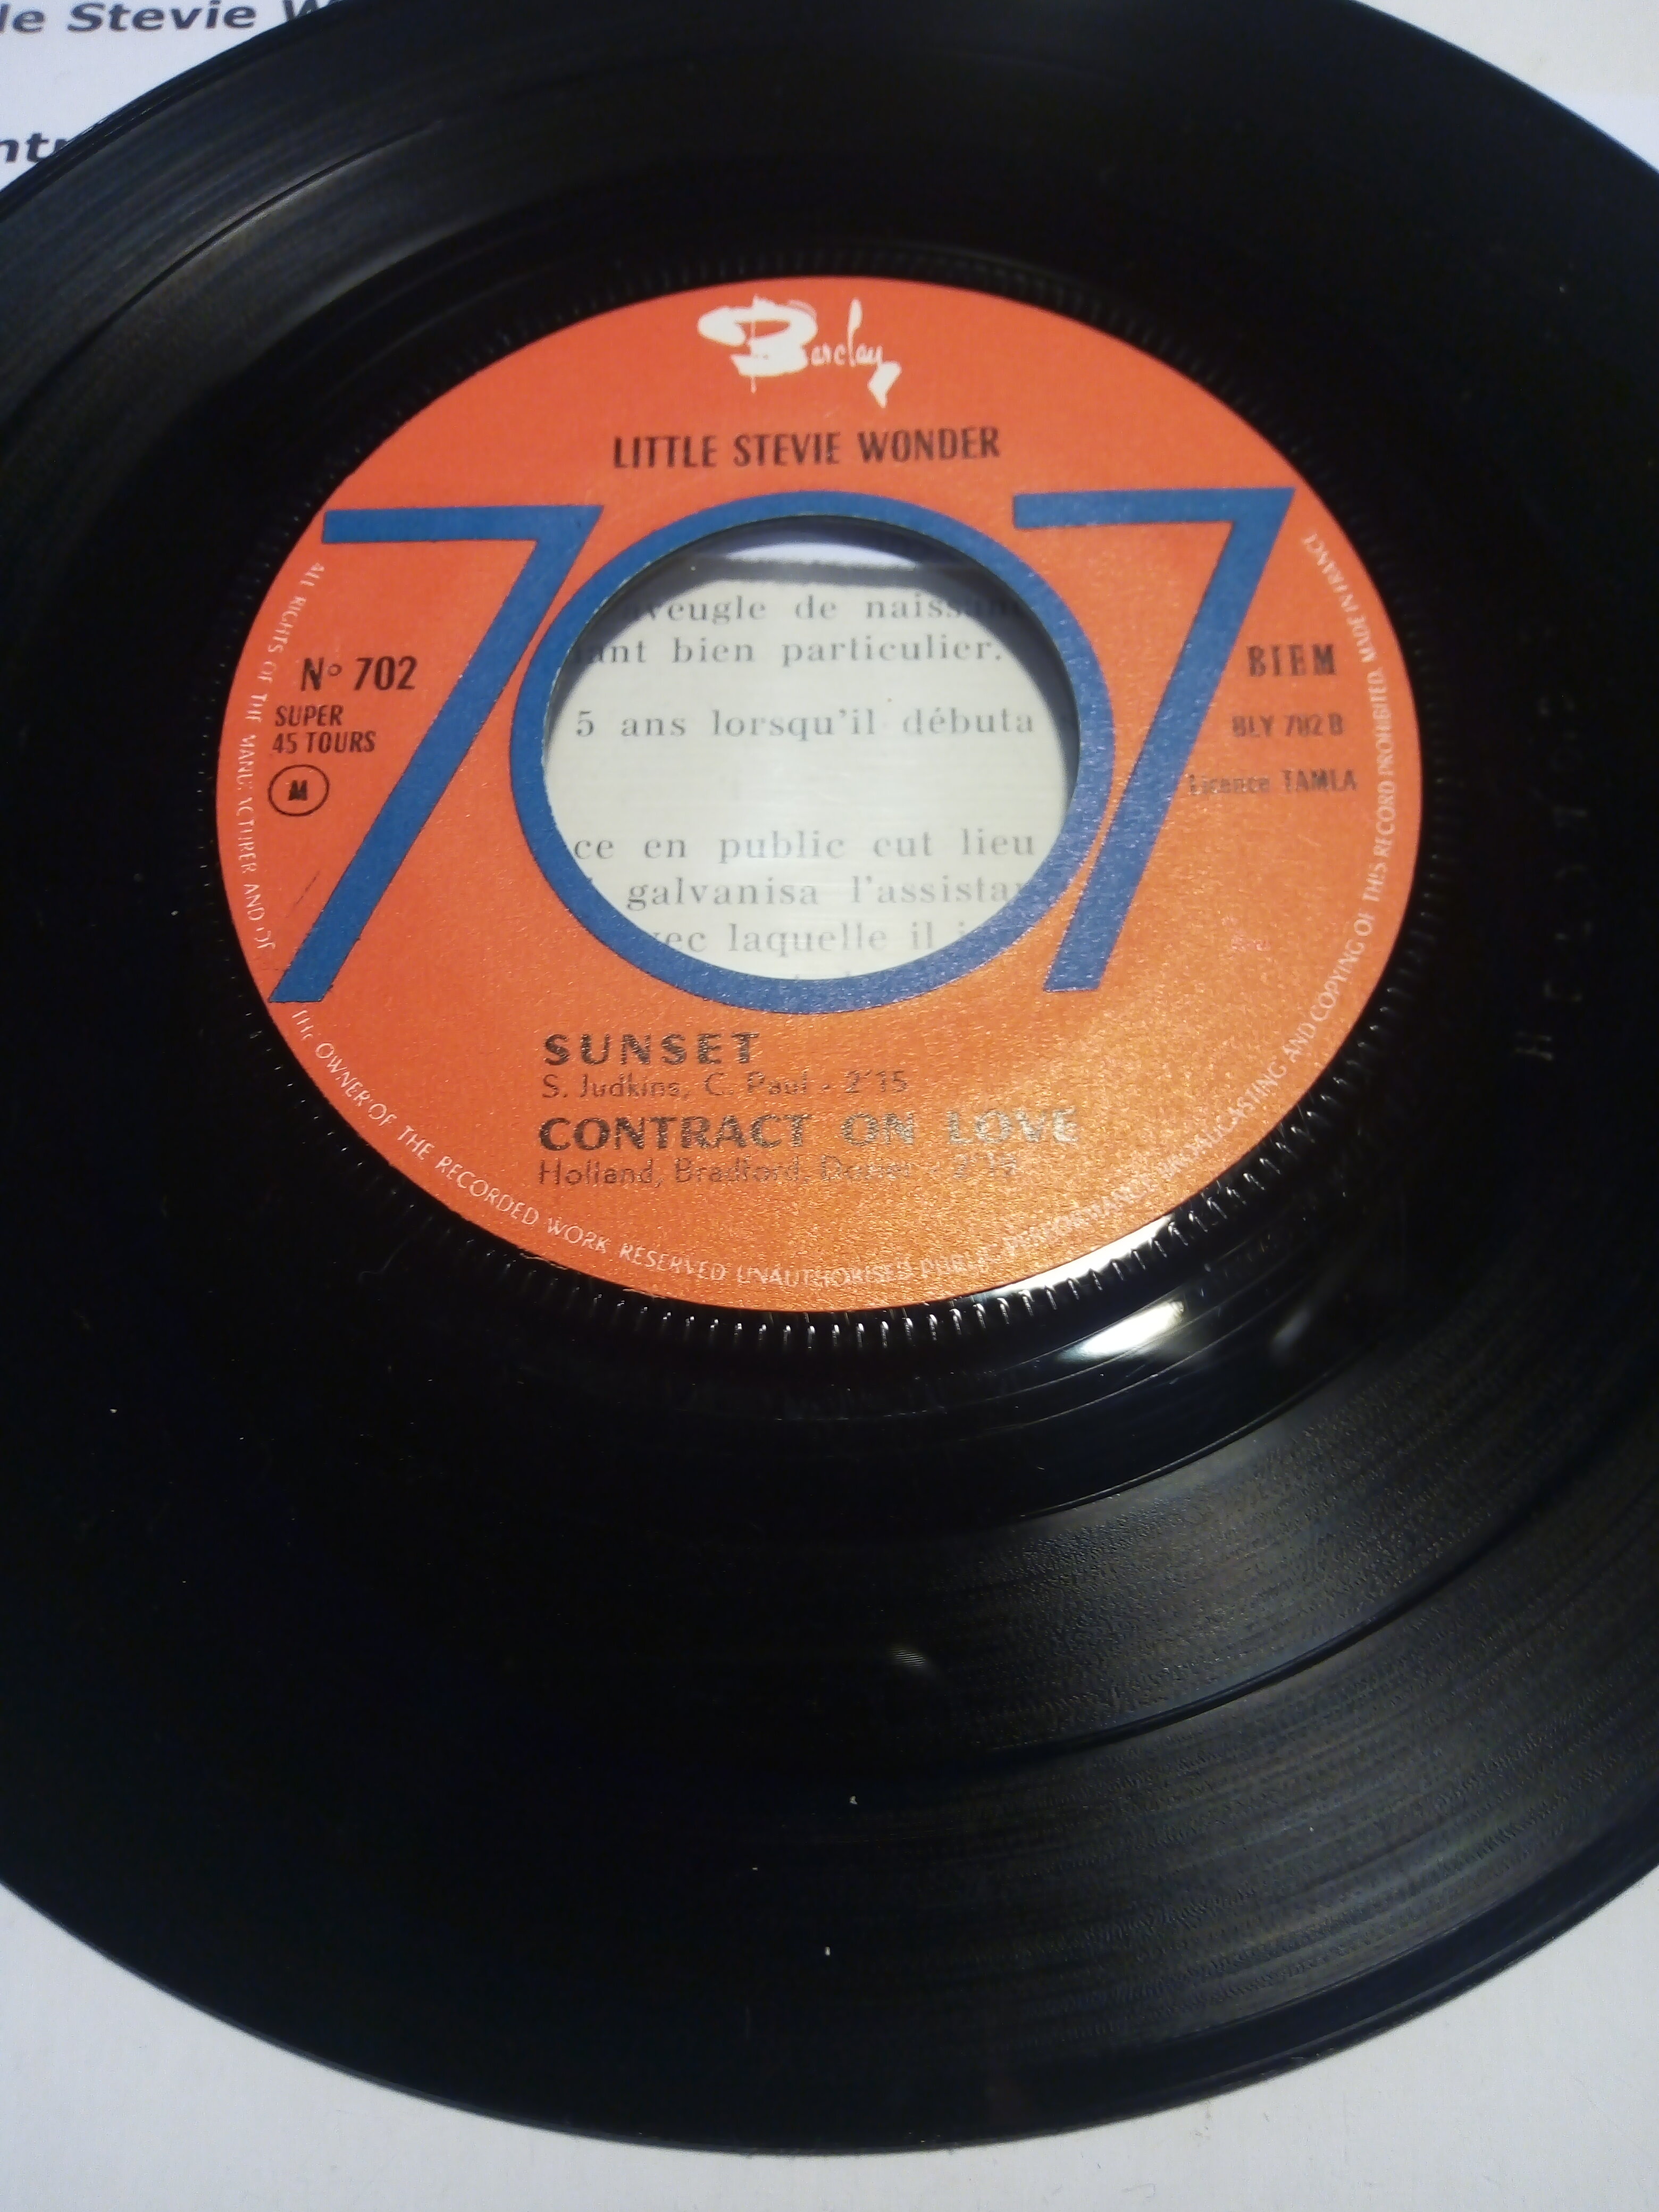 le Stevie W
ntr
Barclay
LITTLE STEVIE WONDER
707
N° 702
SUPER
45 TOURS
M
BIEM
BLY 702 B
Licence TAMLA
aveugle de naissan
ant bien particulier.
5 ans lorsqu'il débuta
ce en public eut lieu
galvanisa l'assistan
vec laquelle il
SUNSET
S. Judkins, C. Paul - 2'15
CONTRACT ON LOVE
Holland, Bradford,
ALL RIGHTS OF THE MANUFACTURER AND OF THE OWNER OF THE RECORDED WORK RESERVED UNAUTHORISED PUBLIC PERFORMANCE BROADCASTING AND COPYING OF THIS RECORD PROHIBITED. MADE IN FRANCE